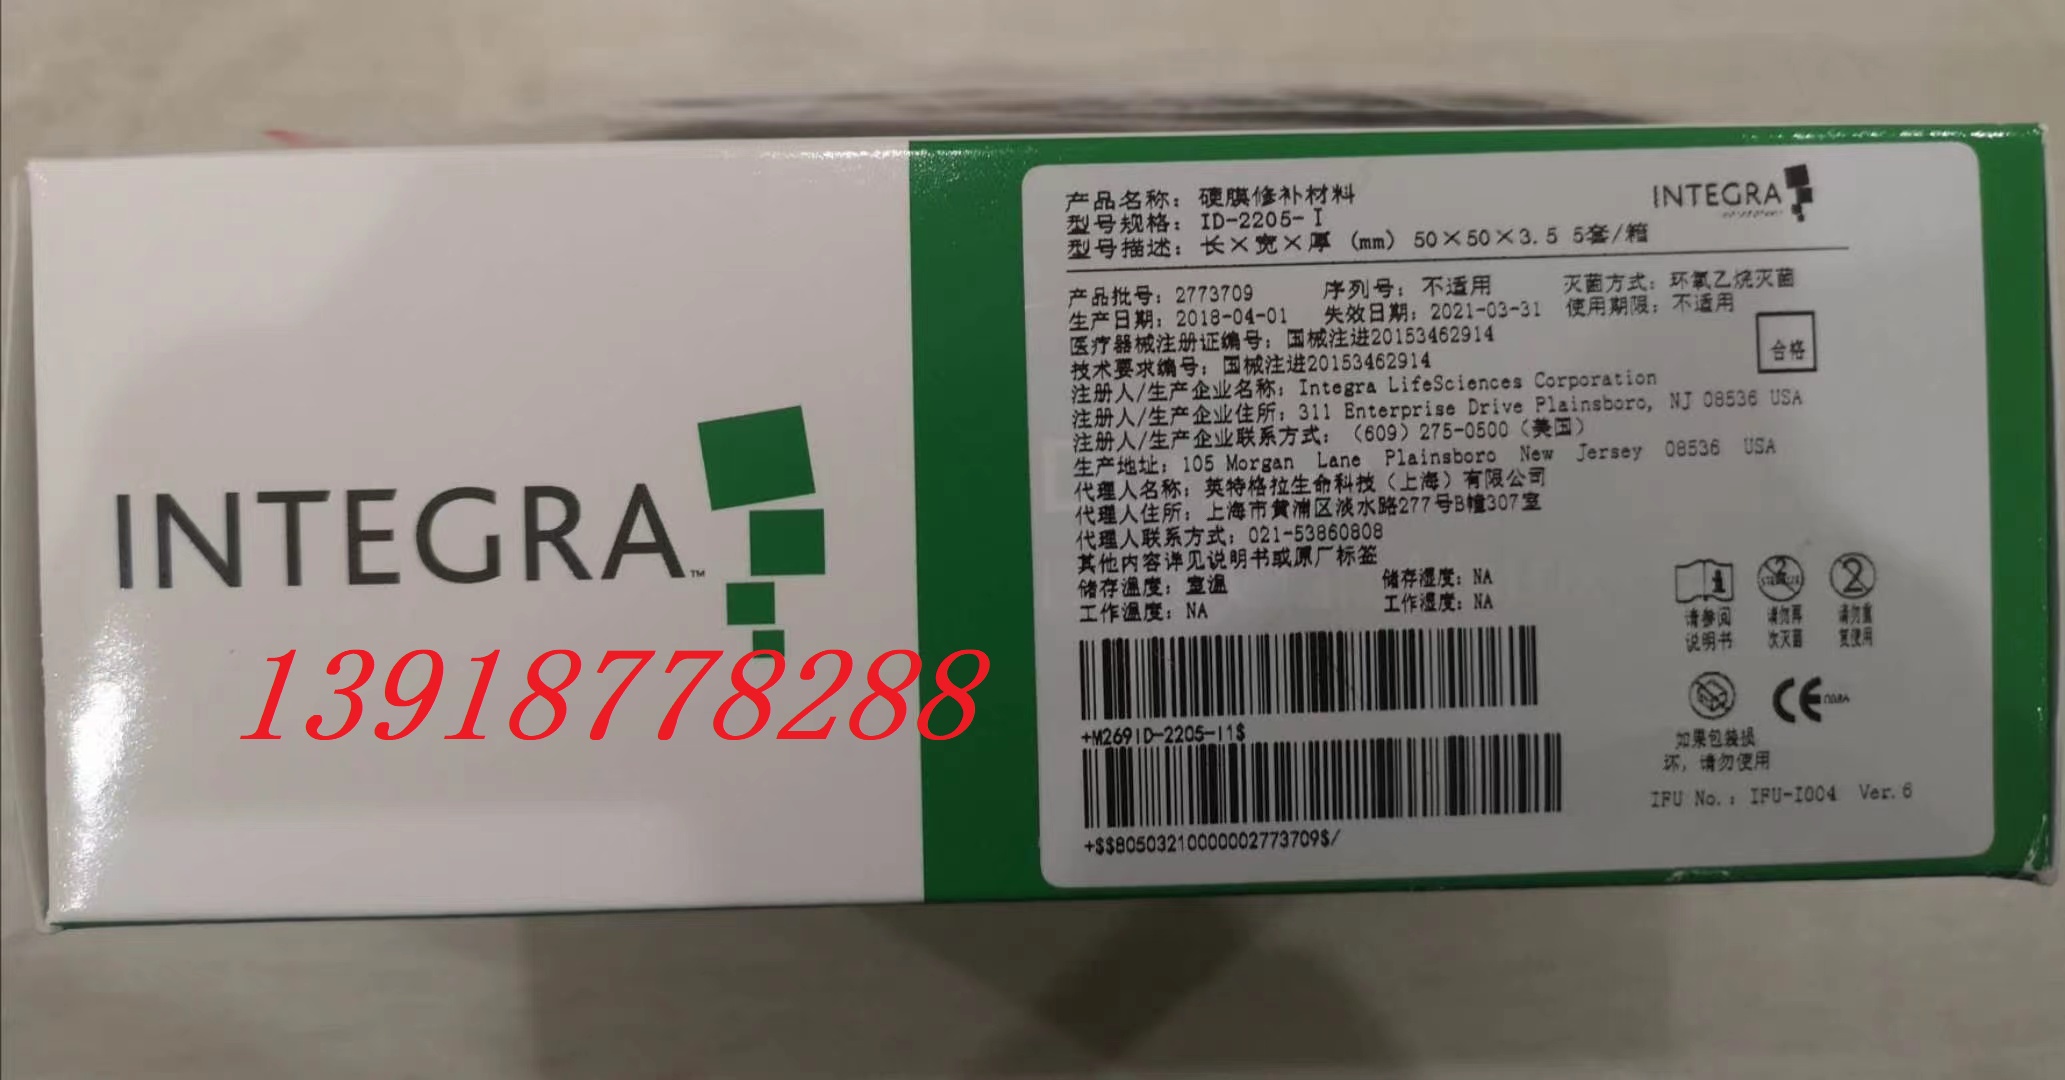 INTEGRA™
13918778288
INTEGRA
产品名称：硬膜修补材料
型号规格：ID-2205-I
型号描述：长×宽×厚（mm）50×50×3.5 5套/箱
产品批号：2773709 序列号：不适用 灭菌方式：环氧乙烷灭菌
生产日期：2018-04-01 失效日期：2021-03-31 使用期限：不适用
医疗器械注册证编号：国械注进20153462914
技术要求编号：国械注进20153462914
合格
注册人/生产企业名称：Integra LifeSciences Corporation
注册人/生产企业住所：311 Enterprise Drive Plainsboro, NJ 08536 USA
注册人/生产企业联系方式：（609）275-0500（美国）
生产地址：105 Morgan Lane Plainsboro New Jersey 08536 USA
代理人名称：英特格拉生命科技（上海）有限公司
代理人住所：上海市黄浦区淡水路277号B幢307室
代理人联系方式：021-53860808
其他内容详见说明书或原厂标签
储存温度：室温 储存湿度：NA
工作温度：NA 工作湿度：NA
请参阅
说明书
2
STERILIZE
请勿再
次灭菌
2
请勿重
复使用
+M269ID-2205-I1$
CE
如果包装损
坏，请勿使用
IFU No.：IFU-I004 Ver.6
+$$80503210000002773709$/